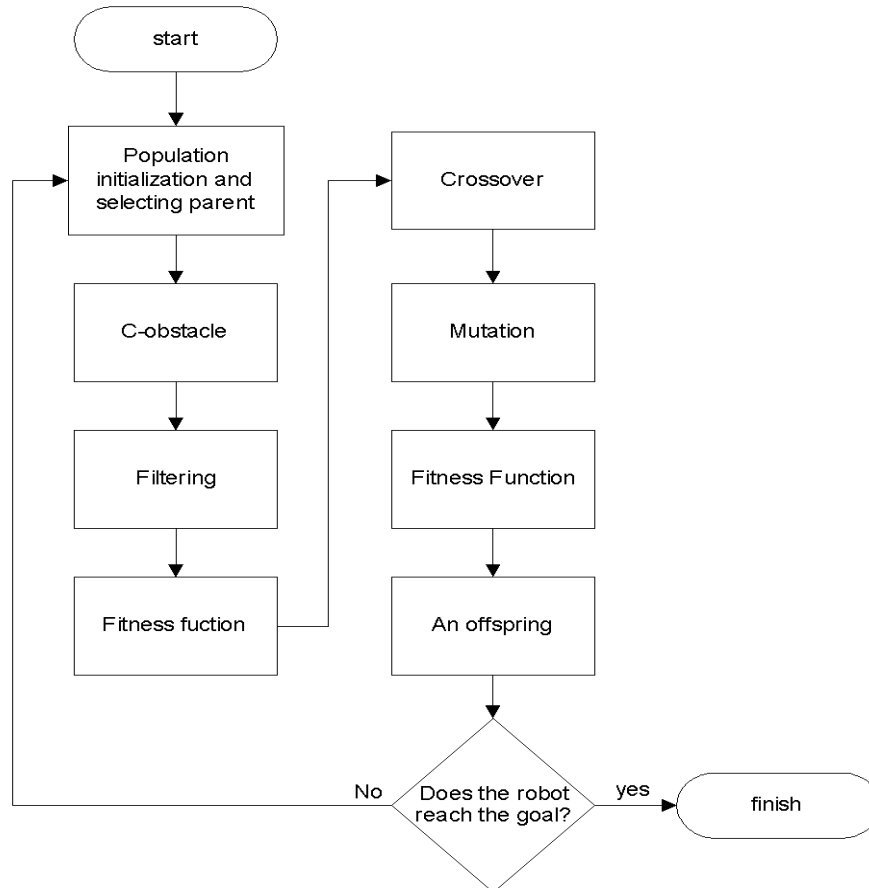 start
Population
initialization and
selecting parent
C-obstacle
Filtering
Fitness fuction
Crossover
Mutation
Fitness Function
An offspring
Does the robot
reach the goal?
No
yes
finish